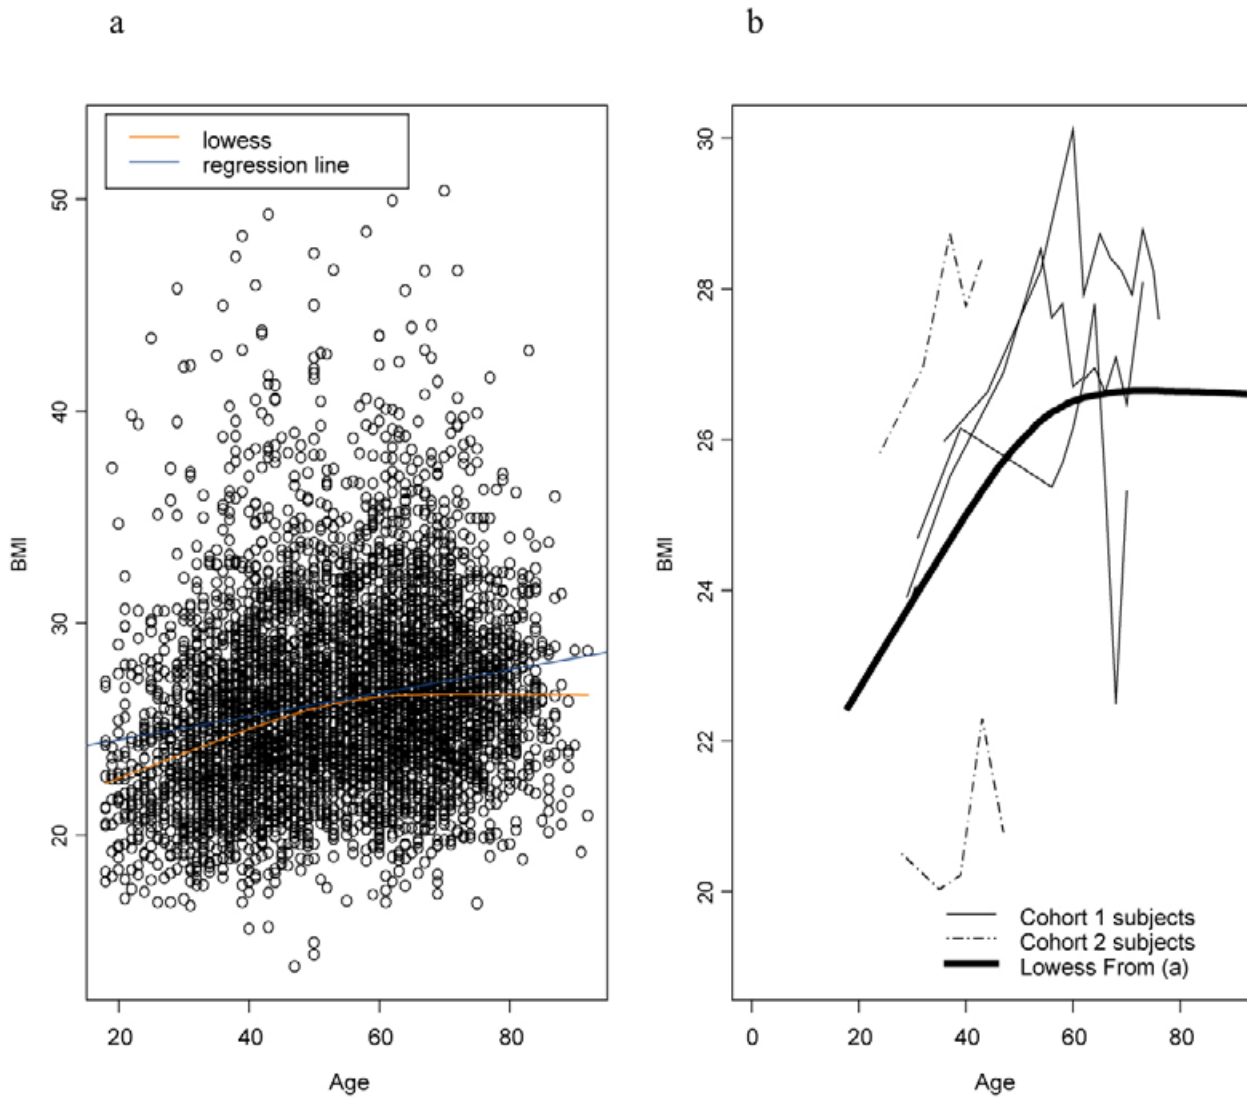 a
b
lowess
regression line
50
40
30
20
BMI
20 40 60 80
Age
30
28
26
24
22
20
BMI
Cohort 1 subjects
Cohort 2 subjects
Lowess From (a)
0 20 40 60 80
Age